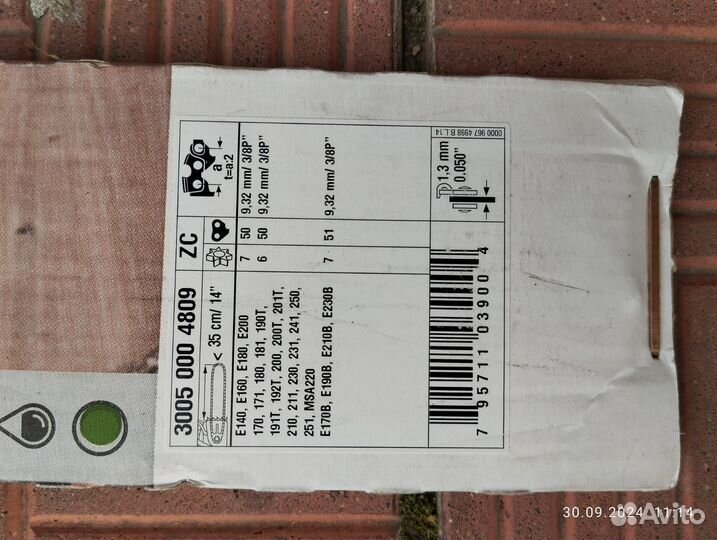 3005 000 4809 ZC
< 35 cm/ 14"
a
t=a:2
E140, E160, E180, E200 7 50 9,32 mm/ 3/8P"
170, 171, 180, 181, 190T, 6 50 9,32 mm/ 3/8P"
191T, 192T, 200, 200T, 201T,
210, 211, 230, 231, 241, 250,
251, MSA220
E170B, E190B, E210B, E230B 7 51 9,32 mm/ 3/8P"
1,3 mm
0.050"
0000 967 4998 B.L.14
7 95711 03900 4
30.09.2024 11:14
Avito